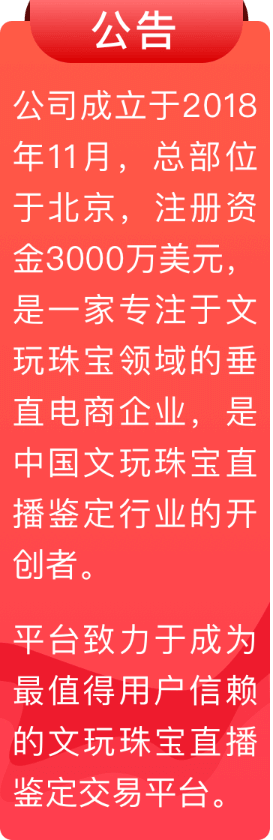 公告
公司成立于2018
年11月，总部位
于北京，注册资
金3000万美元，
是一家专注于文
玩珠宝领域的垂
直电商企业，是
中国文玩珠宝直
播鉴定行业的开
创者。
平台致力于成为
最值得用户信赖
的文玩珠宝直播
鉴定交易平台。